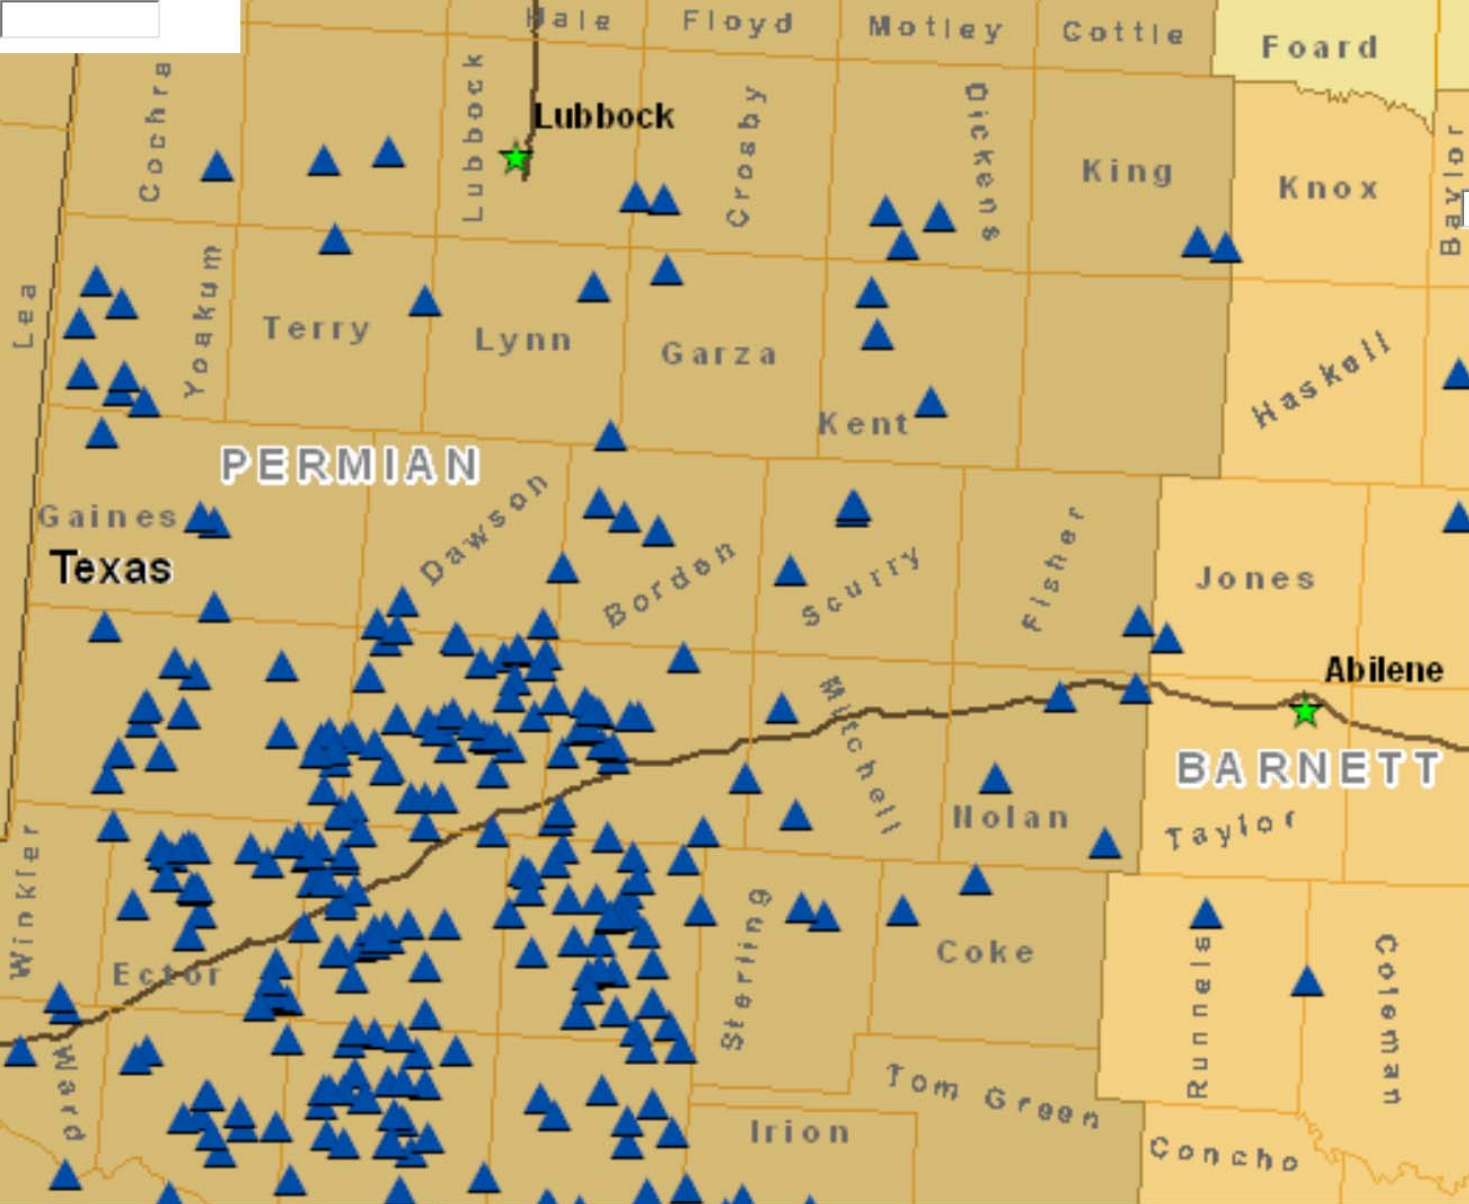 Hale
Floyd
Motley
Cottle
Foard
Cochra
Lubbock
Lubbock
Crosby
Dickens
King
Knox
Baylor
Lea
Yoakum
Terry
Lynn
Garza
Kent
Haskell
PERMIAN
Gaines
Texas
Dawson
Borden
Scurry
Fisher
Jones
Abilene
Mitchell
Nolan
BARNETT
Taylor
Winkler
Ector
Sterling
Coke
Runnels
Coleman
Ward
Tom Green
Irion
Concho